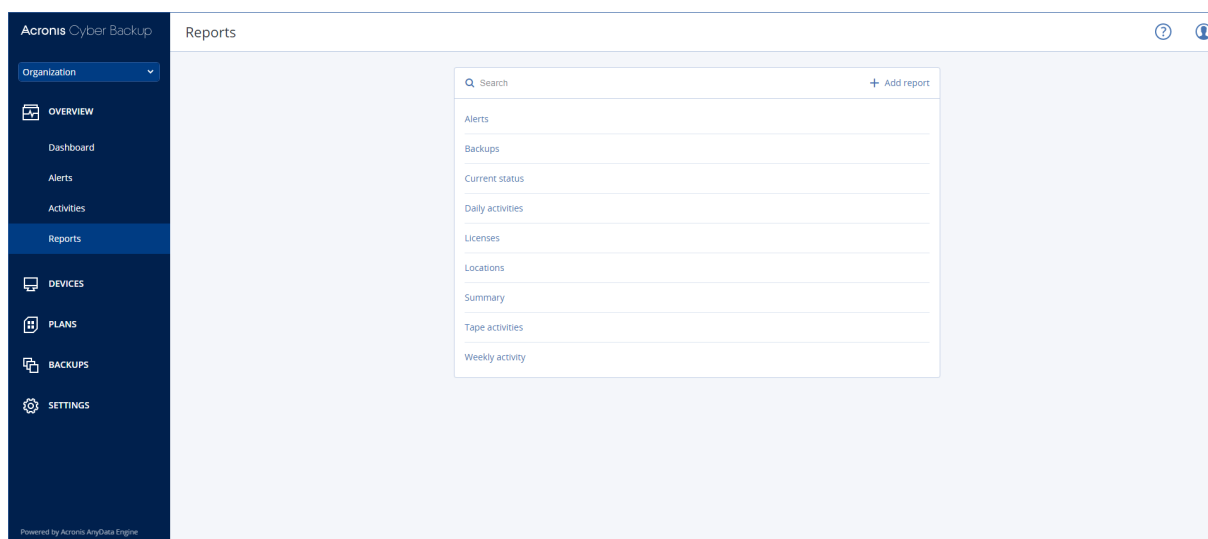 Acronis Cyber Backup
Reports
Organization
OVERVIEW
Dashboard
Alerts
Activities
Reports
DEVICES
PLANS
BACKUPS
SETTINGS
Powered by Acronis AnyData Engine
Search
+ Add report
Alerts
Backups
Current status
Daily activities
Licenses
Locations
Summary
Tape activities
Weekly activity